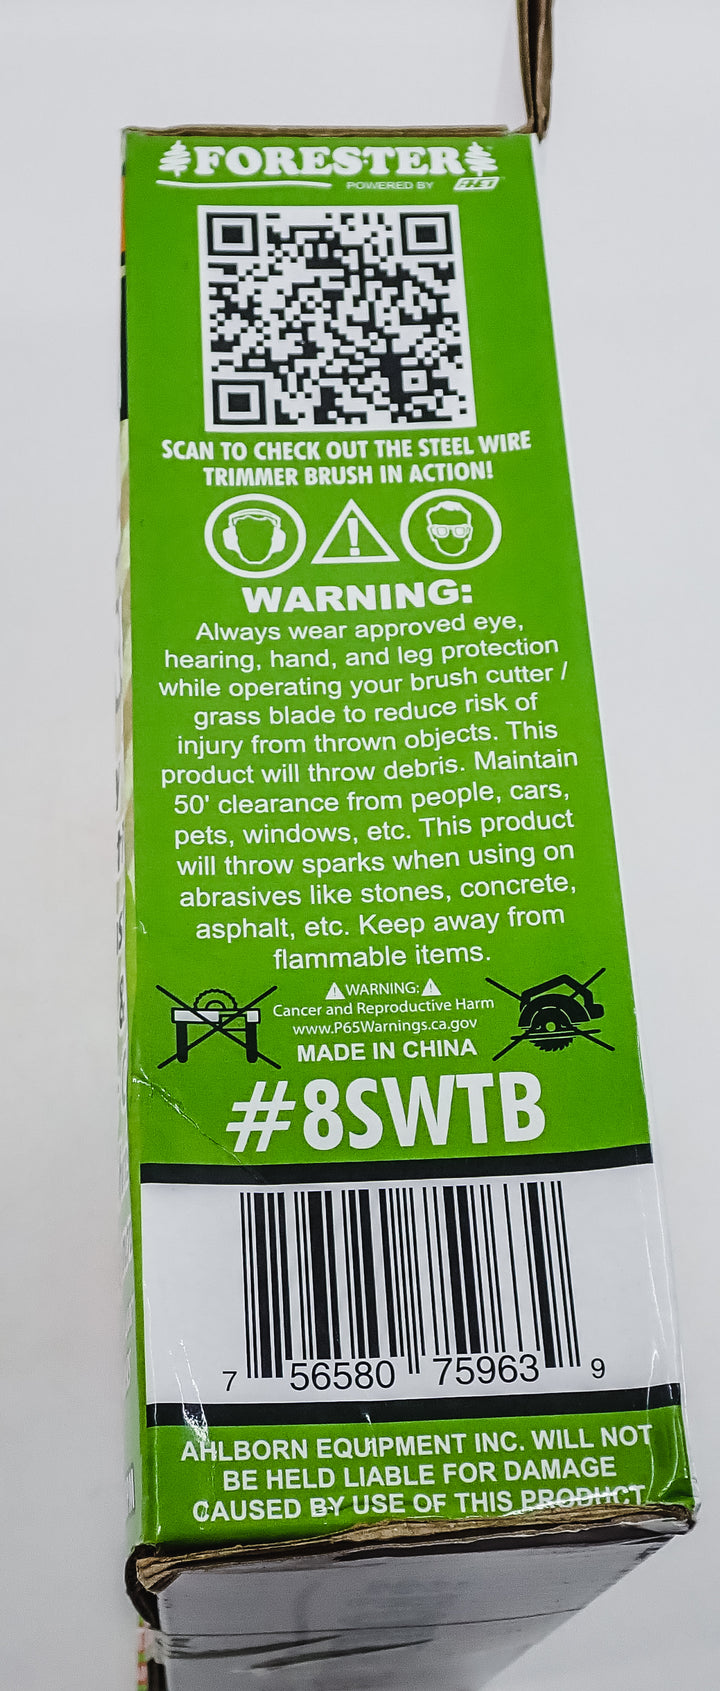 FORESTER
POWERED BY AEI
SCAN TO CHECK OUT THE STEEL WIRE
TRIMMER BRUSH IN ACTION!
WARNING:
Always wear approved eye,
hearing, hand, and leg protection
while operating your brush cutter /
grass blade to reduce risk of
injury from thrown objects. This
product will throw debris. Maintain
50' clearance from people, cars,
pets, windows, etc. This product
will throw sparks when using on
abrasives like stones, concrete,
asphalt, etc. Keep away from
flammable items.
WARNING:
Cancer and Reproductive Harm
www.P65Warnings.ca.gov
MADE IN CHINA
#8SWTB
7 56580 75963 9
AHLBORN EQUIPMENT INC. WILL NOT
BE HELD LIABLE FOR DAMAGE
CAUSED BY USE OF THIS PRODUCT